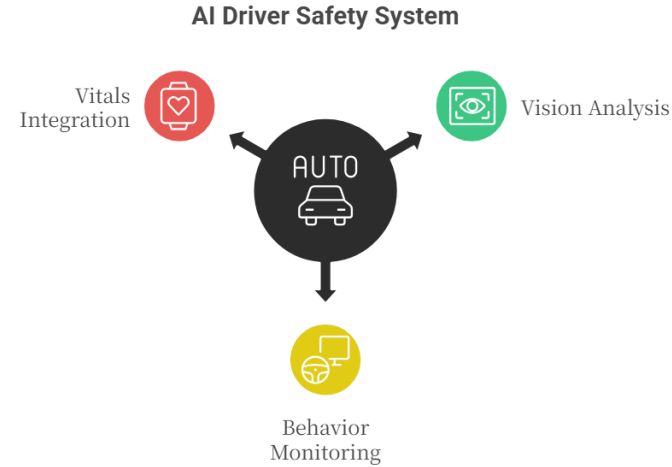 AI Driver Safety System
Vitals
Integration
Vision Analysis
AUTO
Behavior
Monitoring